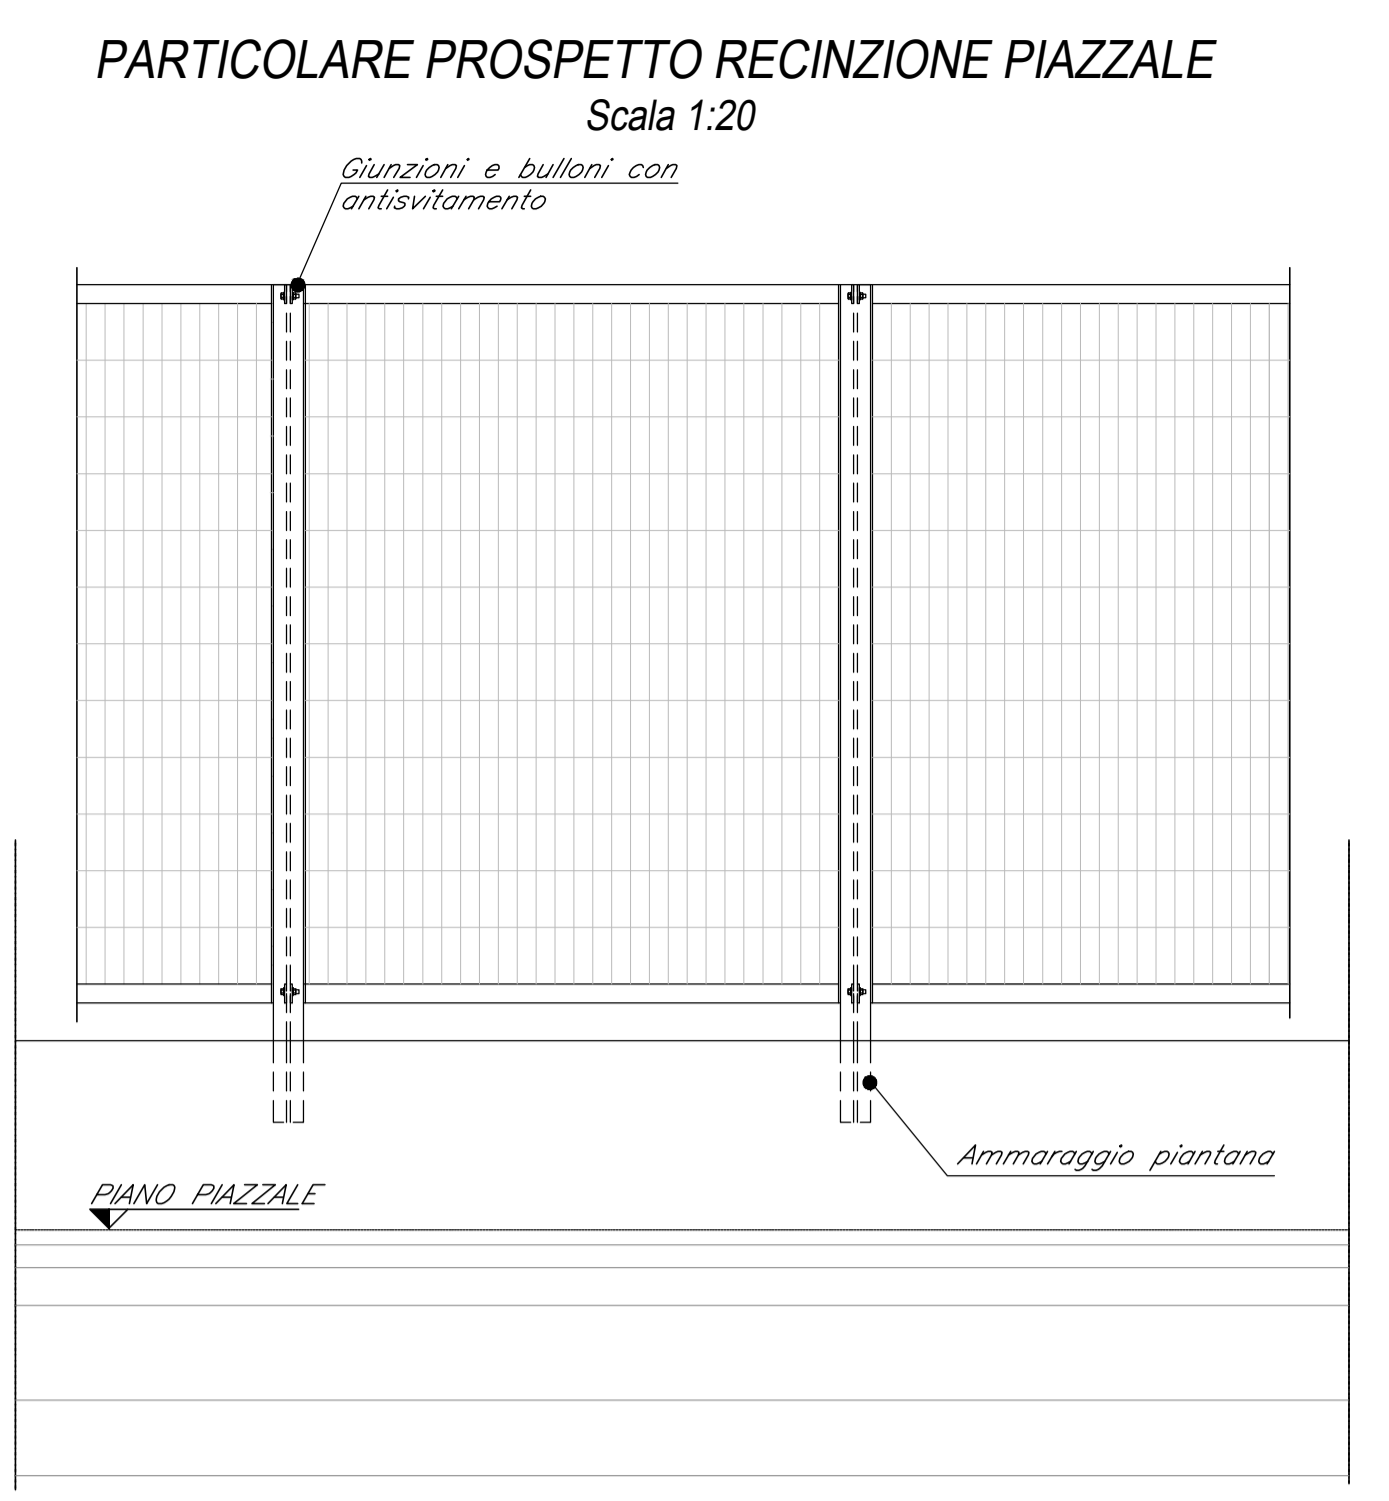 PARTICOLARE PROSPETTO RECINZIONE PIAZZALE
Scala 1:20
Giunzioni e bulloni con
antisvitamento
Ammaraggio piantana
PIANO PIAZZALE